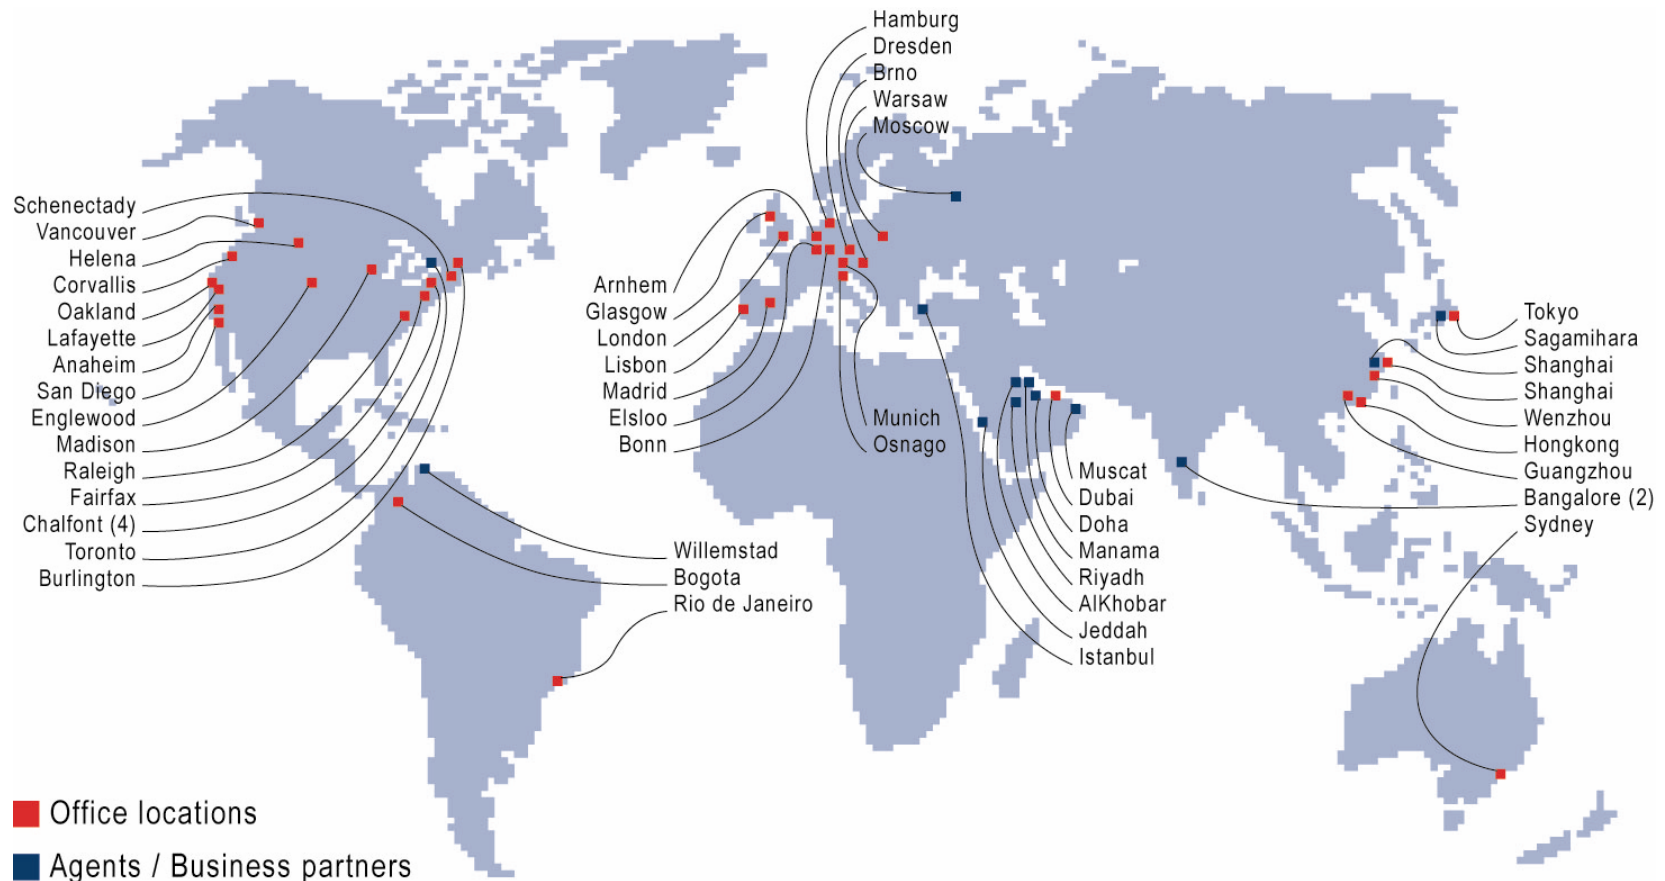 Hamburg
Dresden
Brno
Warsaw
Moscow
Schenectady
Vancouver
Helena
Corvallis
Oakland
Lafayette
Anaheim
San Diego
Englewood
Madison
Raleigh
Fairfax
Chalfont (4)
Toronto
Burlington
Arnhem
Glasgow
London
Lisbon
Madrid
Elsloo
Bonn
Munich
Osnago
Willemstad
Bogota
Rio de Janeiro
Muscat
Dubai
Doha
Manama
Riyadh
AlKhobar
Jeddah
Istanbul
Tokyo
Sagamihara
Shanghai
Shanghai
Wenzhou
Hongkong
Guangzhou
Bangalore (2)
Sydney
Office locations
Agents / Business partners